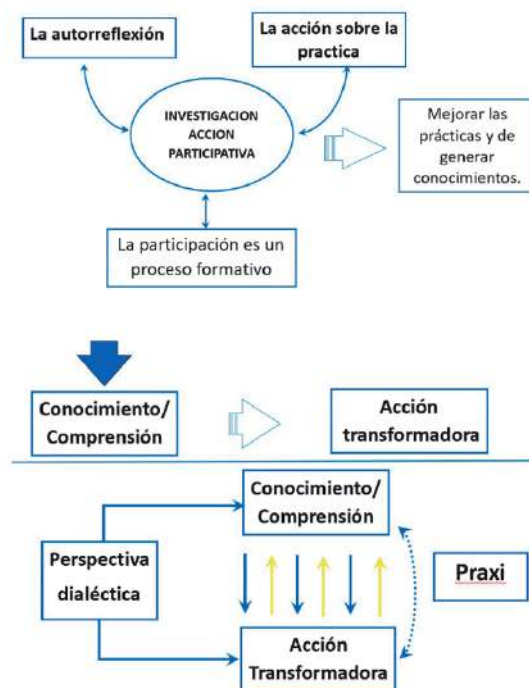 La autorreflexión
La acción sobre la
practica
INVESTIGACION
ACCION
PARTICIPATIVA
Mejorar las
prácticas y de
generar
conocimientos.
La participación es un
proceso formativo
Conocimiento/
Comprensión
Acción
transformadora
Conocimiento/
Comprensión
Perspectiva
dialéctica
Praxi
Acción
Transformadora